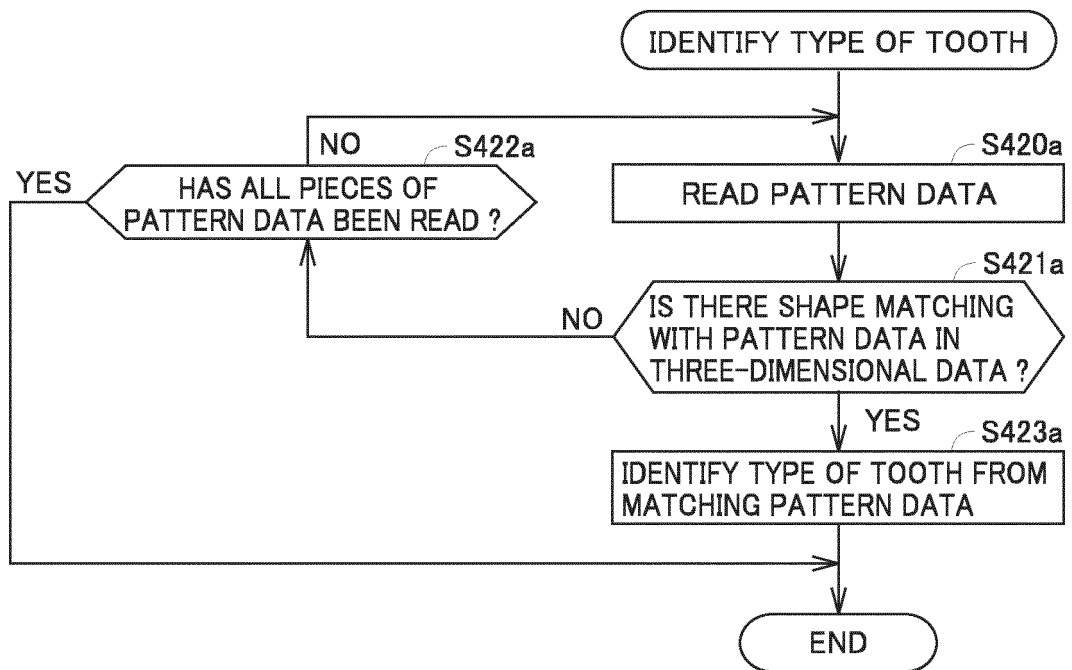 IDENTIFY TYPE OF TOOTH
NO
S422a
S420a
YES
HAS ALL PIECES OF
PATTERN DATA BEEN READ ?
READ PATTERN DATA
S421a
NO
IS THERE SHAPE MATCHING
WITH PATTERN DATA IN
THREE-DIMENSIONAL DATA ?
YES
S423a
IDENTIFY TYPE OF TOOTH FROM
MATCHING PATTERN DATA
END